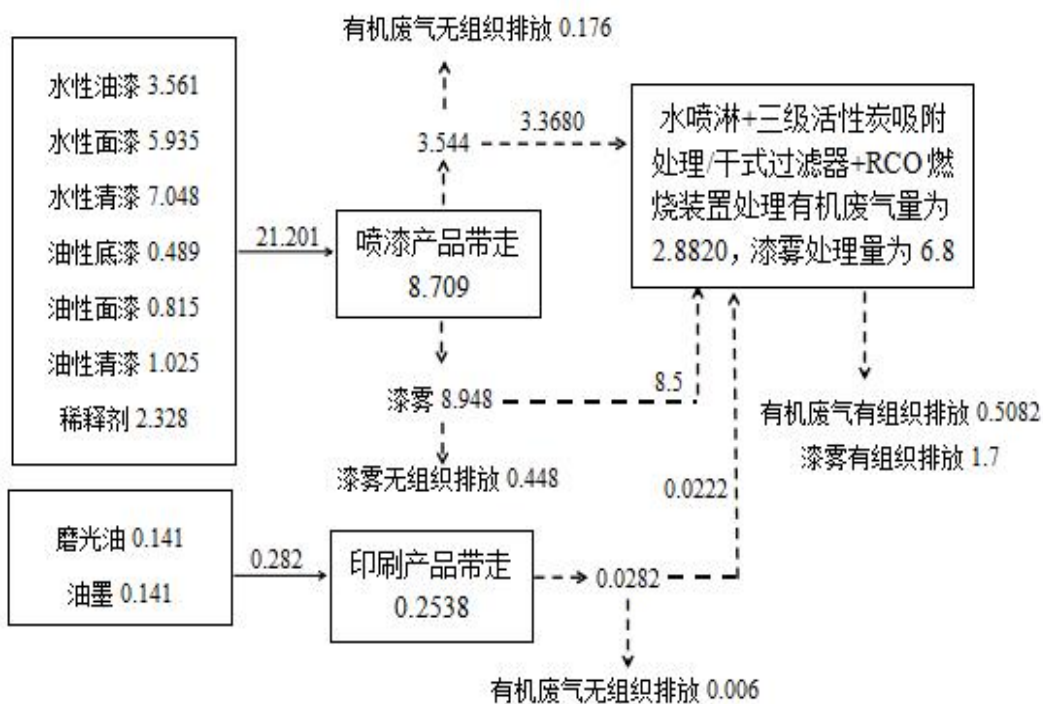 有机废气无组织排放 0.176
水性油漆 3.561
水性面漆 5.935
水性清漆 7.048
油性底漆 0.489
油性面漆 0.815
油性清漆 1.025
稀释剂 2.328
21.201
3.544
3.3680
喷漆产品带走
8.709
水喷淋+三级活性炭吸附
处理/干式过滤器+RCO 燃
烧装置处理有机废气量为
2.8820，漆雾处理量为 6.8
漆雾 8.948
8.5
漆雾无组织排放 0.448
有机废气有组织排放 0.5082
漆雾有组织排放 1.7
磨光油 0.141
油墨 0.141
0.282
印刷产品带走
0.2538
0.0282
0.0222
有机废气无组织排放 0.006